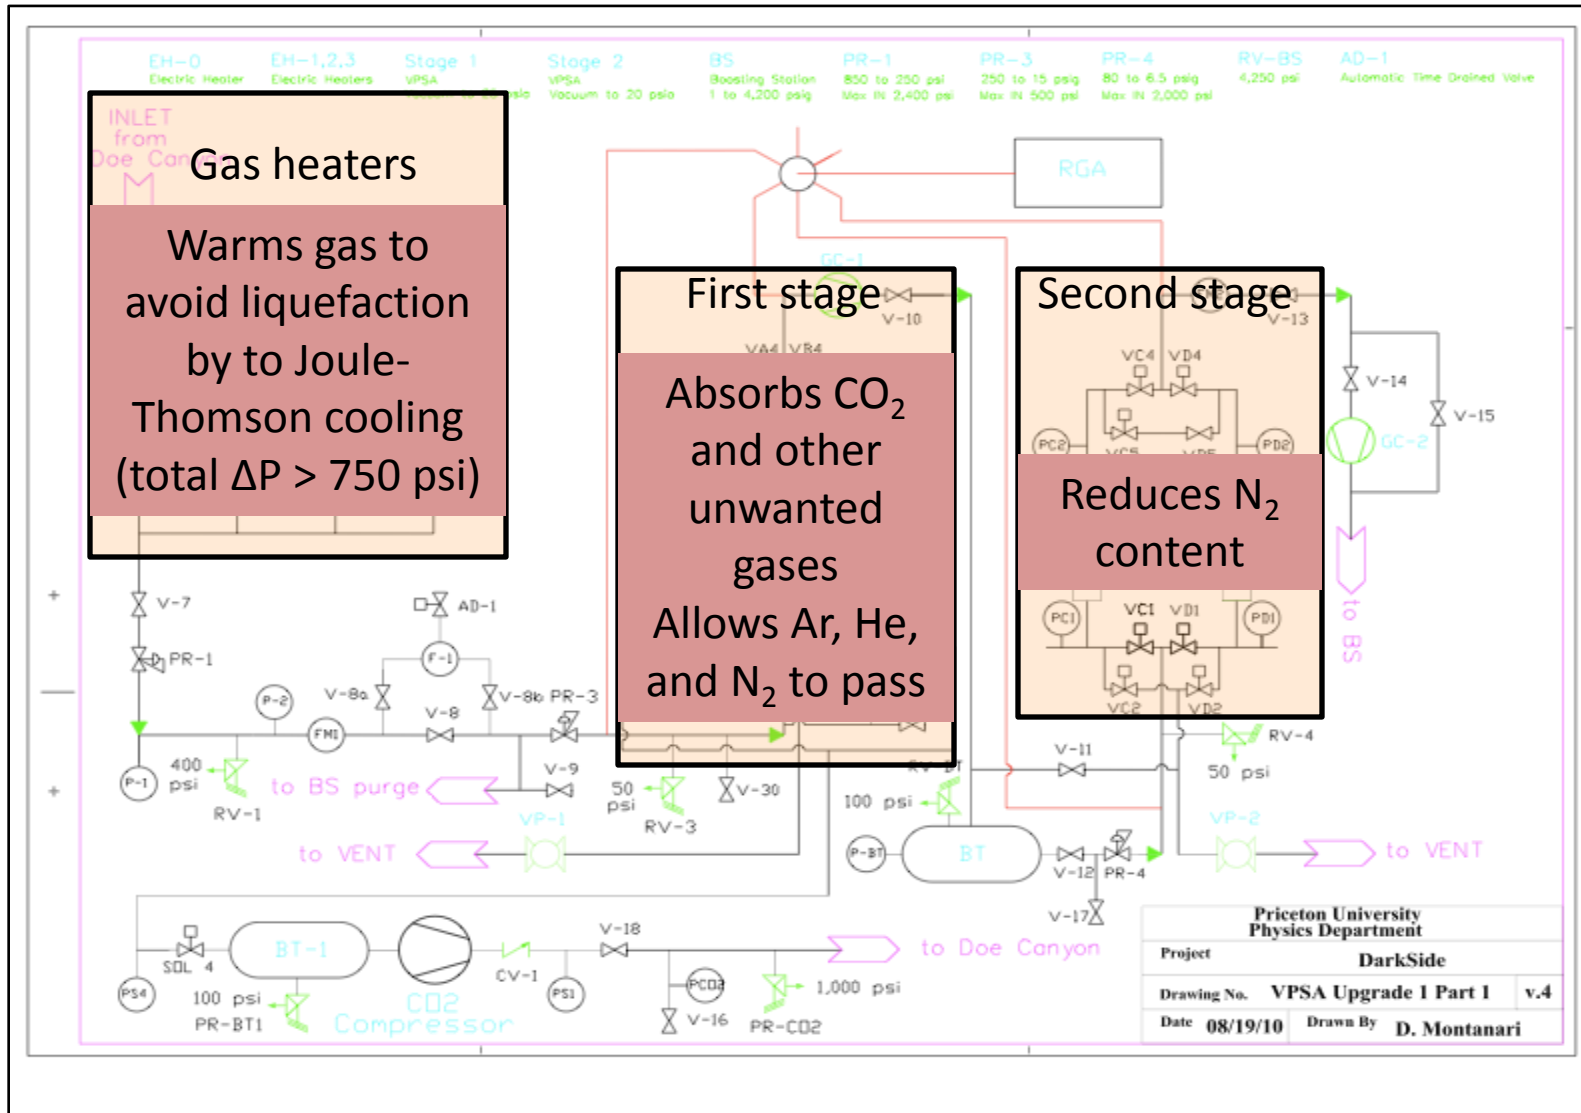 EH-0 EH-1,2,3 Stage 1 Stage 2 BS PR-1 PR-3 PR-4 RV-BS AD-1
Electric Heater Electric Heaters VPSA VPSA Boosting Station 850 to 250 psi 250 to 15 psig 80 to 6.5 psig 4,250 psi Automatic Time Drained Valve
Vacuum to 20 psia 1 to 4,200 psig Max IN 2,400 psi Max IN 500 psi Max IN 2,000 psi
INLET
from
Doe Canyon
Gas heaters
Warms gas to
avoid liquefaction
by to Joule-
Thomson cooling
(total ΔP > 750 psi)
RGA
GC-1
First stage
V-10
VA4 VB4
Absorbs CO₂
and other
unwanted
gases
Allows Ar, He,
and N₂ to pass
Second stage
V-13
VC4 VD4
PC2 PD2
Reduces N₂
content
PC1 VC1 VD1 PD1
VC2 VD2
V-14
V-15
GC-2
to BS
V-7
PR-1
AD-1
F-1
V-8a V-8b PR-3
P-2
V-8
FM1
P-1
400
psi
RV-1
to BS purge
V-9
50
psi
RV-3
V-30
RV-BT
100 psi
V-11
RV-4
50 psi
to VENT
VP-1
P-BT
BT
V-12 PR-4
V-17
VP-2
to VENT
SOL 4
PS4
BT-1
100 psi
PR-BT1
CO2
Compressor
CV-1
PS1
V-18
PCO2
V-16
PR-CO2
1,000 psi
to Doe Canyon
Priceton University
Physics Department
Project DarkSide
Drawing No. VPSA Upgrade 1 Part 1 v.4
Date 08/19/10 Drawn By D. Montanari